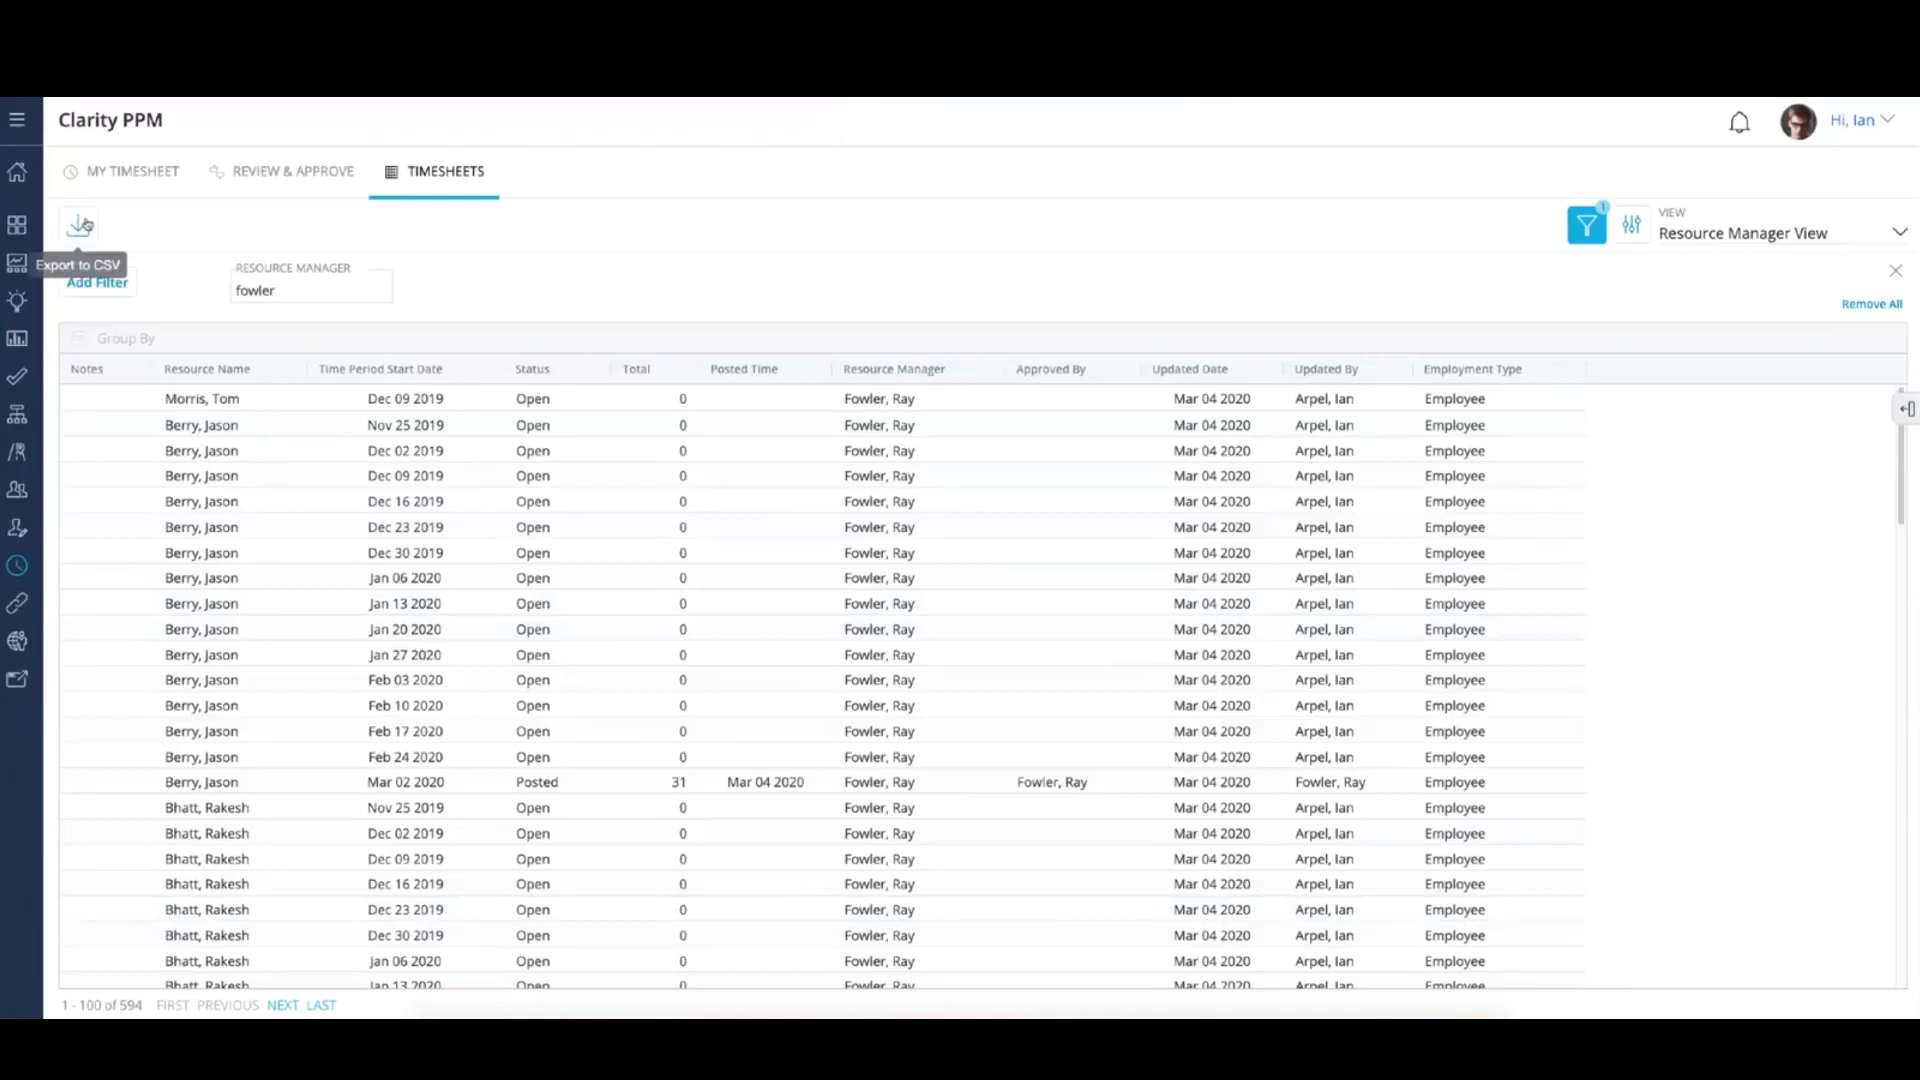 Clarity PPM
Hi, Ian
MY TIMESHEET REVIEW & APPROVE TIMESHEETS
1
VIEW
Resource Manager View
Export to CSV
Add Filter
RESOURCE MANAGER
fowler
Remove All
Group By
Notes Resource Name Time Period Start Date Status Total Posted Time Resource Manager Approved By Updated Date Updated By Employment Type
Morris, Tom Dec 09 2019 Open 0 Fowler, Ray Mar 04 2020 Arpel, Ian Employee
Berry, Jason Nov 25 2019 Open 0 Fowler, Ray Mar 04 2020 Arpel, Ian Employee
Berry, Jason Dec 02 2019 Open 0 Fowler, Ray Mar 04 2020 Arpel, Ian Employee
Berry, Jason Dec 09 2019 Open 0 Fowler, Ray Mar 04 2020 Arpel, Ian Employee
Berry, Jason Dec 16 2019 Open 0 Fowler, Ray Mar 04 2020 Arpel, Ian Employee
Berry, Jason Dec 23 2019 Open 0 Fowler, Ray Mar 04 2020 Arpel, Ian Employee
Berry, Jason Dec 30 2019 Open 0 Fowler, Ray Mar 04 2020 Arpel, Ian Employee
Berry, Jason Jan 06 2020 Open 0 Fowler, Ray Mar 04 2020 Arpel, Ian Employee
Berry, Jason Jan 13 2020 Open 0 Fowler, Ray Mar 04 2020 Arpel, Ian Employee
Berry, Jason Jan 20 2020 Open 0 Fowler, Ray Mar 04 2020 Arpel, Ian Employee
Berry, Jason Jan 27 2020 Open 0 Fowler, Ray Mar 04 2020 Arpel, Ian Employee
Berry, Jason Feb 03 2020 Open 0 Fowler, Ray Mar 04 2020 Arpel, Ian Employee
Berry, Jason Feb 10 2020 Open 0 Fowler, Ray Mar 04 2020 Arpel, Ian Employee
Berry, Jason Feb 17 2020 Open 0 Fowler, Ray Mar 04 2020 Arpel, Ian Employee
Berry, Jason Feb 24 2020 Open 0 Fowler, Ray Mar 04 2020 Arpel, Ian Employee
Berry, Jason Mar 02 2020 Posted 31 Mar 04 2020 Fowler, Ray Fowler, Ray Mar 04 2020 Fowler, Ray Employee
Bhatt, Rakesh Nov 25 2019 Open 0 Fowler, Ray Mar 04 2020 Arpel, Ian Employee
Bhatt, Rakesh Dec 02 2019 Open 0 Fowler, Ray Mar 04 2020 Arpel, Ian Employee
Bhatt, Rakesh Dec 09 2019 Open 0 Fowler, Ray Mar 04 2020 Arpel, Ian Employee
Bhatt, Rakesh Dec 16 2019 Open 0 Fowler, Ray Mar 04 2020 Arpel, Ian Employee
Bhatt, Rakesh Dec 23 2019 Open 0 Fowler, Ray Mar 04 2020 Arpel, Ian Employee
Bhatt, Rakesh Dec 30 2019 Open 0 Fowler, Ray Mar 04 2020 Arpel, Ian Employee
Bhatt, Rakesh Jan 06 2020 Open 0 Fowler, Ray Mar 04 2020 Arpel, Ian Employee
Bhatt, Rakesh Jan 13 2020 Open 0 Fowler, Ray Mar 04 2020 Arpel, Ian Employee
1 - 100 of 594 FIRST PREVIOUS NEXT LAST